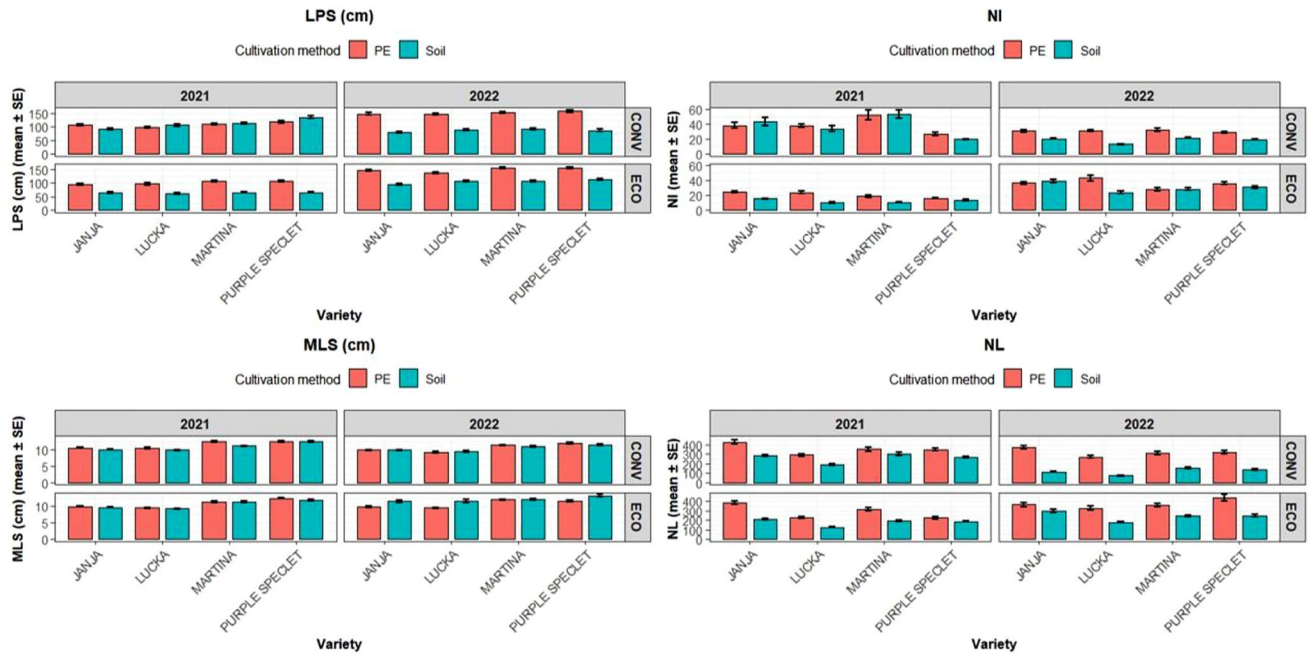 LPS (cm)
Cultivation method PE Soil
2021 2022
LPS (cm) (mean ± SE)
150
100
50
0
CONV
150
100
50
0
ECO
JANJA LUCKA MARTINA PURPLE SPECLET JANJA LUCKA MARTINA PURPLE SPECLET
Variety
NI
Cultivation method PE Soil
2021 2022
NI (mean ± SE)
60
40
20
0
CONV
60
40
20
0
ECO
JANJA LUCKA MARTINA PURPLE SPECLET JANJA LUCKA MARTINA PURPLE SPECLET
Variety
MLS (cm)
Cultivation method PE Soil
2021 2022
MLS (cm) (mean ± SE)
10
5
0
CONV
10
5
0
ECO
JANJA LUCKA MARTINA PURPLE SPECLET JANJA LUCKA MARTINA PURPLE SPECLET
Variety
NL
Cultivation method PE Soil
2021 2022
NL (mean ± SE)
400
300
200
100
0
CONV
400
300
200
100
0
ECO
JANJA LUCKA MARTINA PURPLE SPECLET JANJA LUCKA MARTINA PURPLE SPECLET
Variety